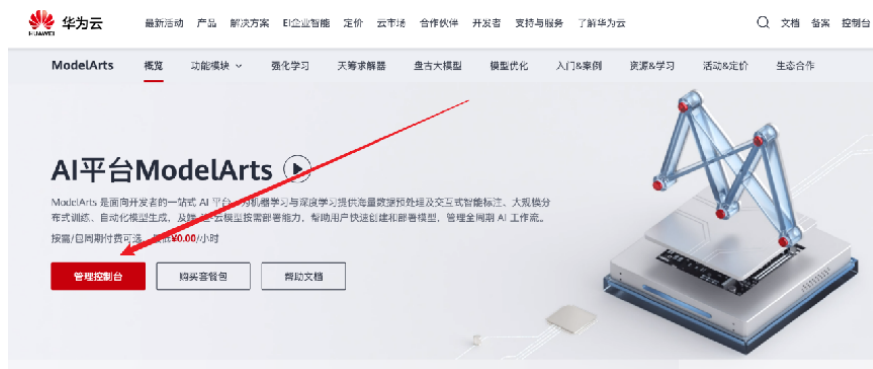 HUAWEI 华为云 最新活动 产品 解决方案 EI企业智能 定价 云市场 合作伙伴 开发者 支持与服务 了解华为云 文档 备案 控制台
ModelArts 概览 功能模块 强化学习 天筹求解器 盘古大模型 模型优化 入门&案例 资源&学习 活动&定价 生态合作
AI平台ModelArts
ModelArts 是面向开发者的一站式 AI 平台,为机器学习与深度学习提供海量数据预处理及交互式智能标注、大规模分
布式训练、自动化模型生成,及端-边-云模型按需部署能力,帮助用户快速创建和部署模型,管理全周期 AI 工作流。
按需/包周期付费可选,低¥0.00/小时
管理控制台 购买套餐包 帮助文档